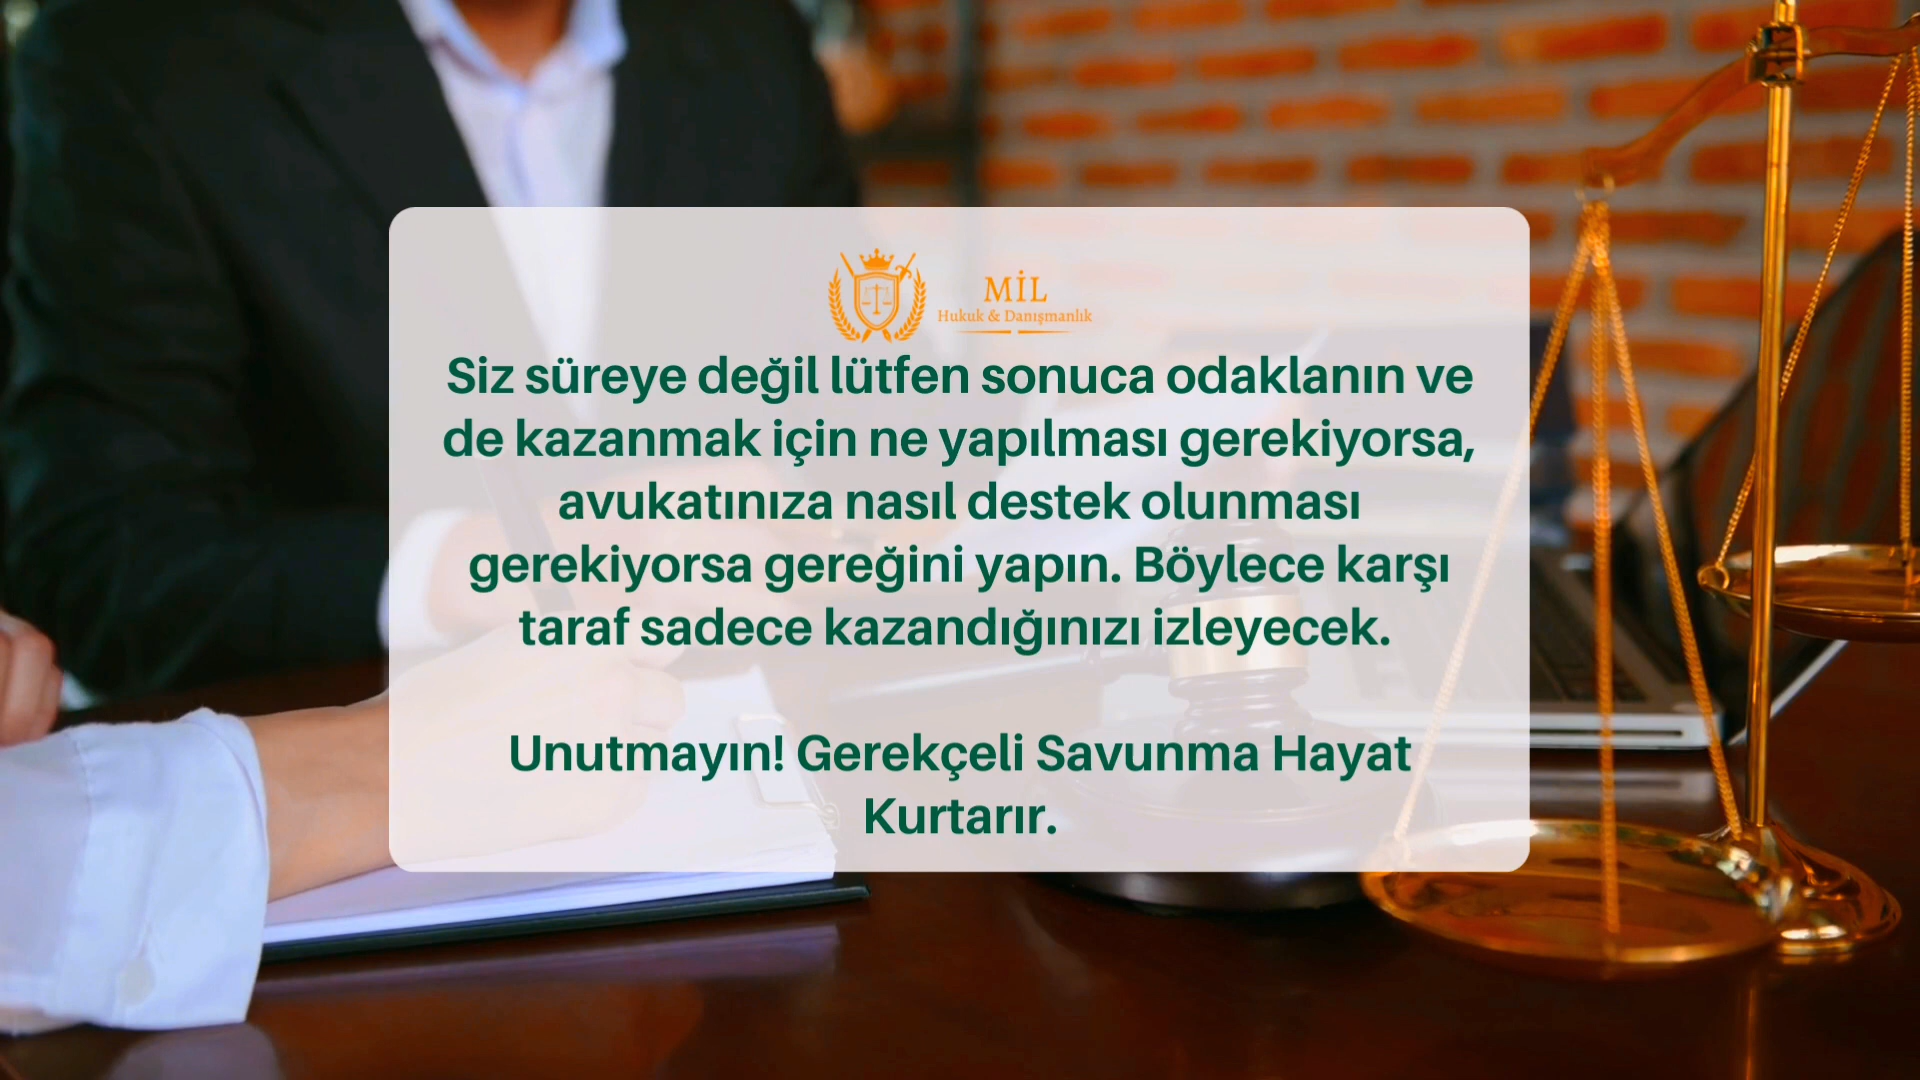 MİL
Hukuk & Danışmanlık
Siz süreye değil lütfen sonuca odaklanın ve
de kazanmak için ne yapılması gerekiyorsa,
avukatınıza nasıl destek olunması
gerekiyorsa gereğini yapın. Böylece karşı
taraf sadece kazandığınızı izleyecek.
Unutmayın! Gerekçeli Savunma Hayat
Kurtarır.